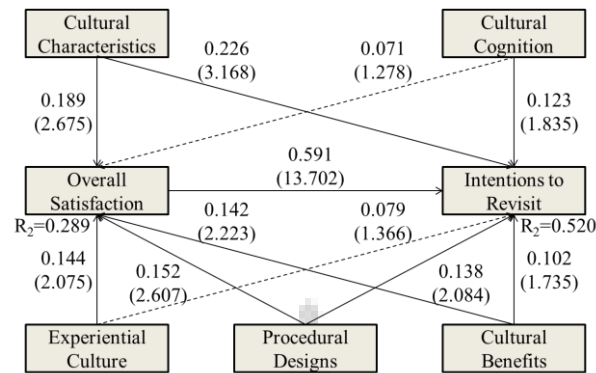 Cultural
Characteristics
Cultural
Cognition
0.226
(3.168)
0.071
(1.278)
0.189
(2.675)
0.123
(1.835)
0.591
(13.702)
Overall
Satisfaction
Intentions to
Revisit
R2=0.289
0.142
(2.223)
0.079
(1.366)
R2=0.520
0.144
(2.075)
0.152
(2.607)
0.138
(2.084)
0.102
(1.735)
Experiential
Culture
Procedural
Designs
Cultural
Benefits